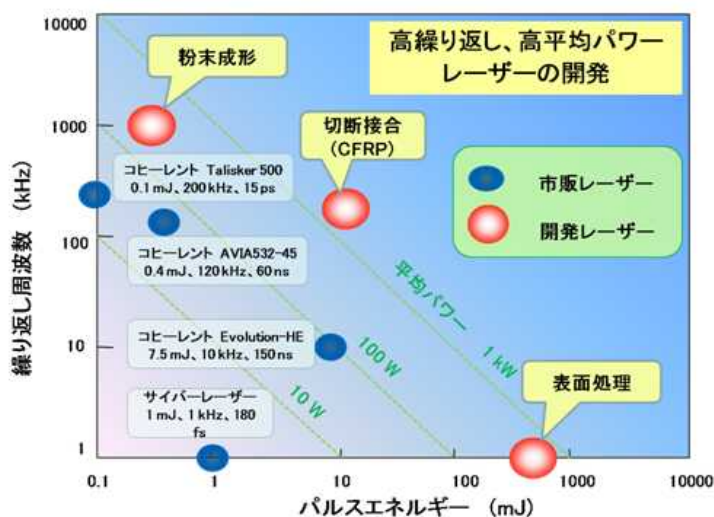 高繰り返し、高平均パワー
レーザーの開発
粉末成形
切断接合
(CFRP)
市販レーザー
開発レーザー
コヒーレント Talisker 500
0.1 mJ、200 kHz、15 ps
コヒーレント AVIA532-45
0.4 mJ、120 kHz、60 ns
コヒーレント Evolution-HE
7.5 mJ、10 kHz、150 ns
サイバーレーザー
1 mJ、1 kHz、180
fs
表面処理
平均パワー 1 kW
100 W
10 W
繰り返し周波数 (kHz)
10000
1000
100
10
1
0.1
1
10
100
1000
10000
パルスエネルギー (mJ)